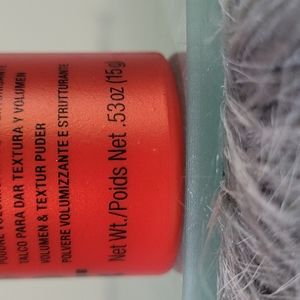 TALCO PARA DAR TEXTURA Y VOLUMEN
VOLUMEN & TEXTUR PUDER
POLVERE VOLUMIZZANTE E STRUTTURANTE
Net Wt./Poids Net .53oz (15g)